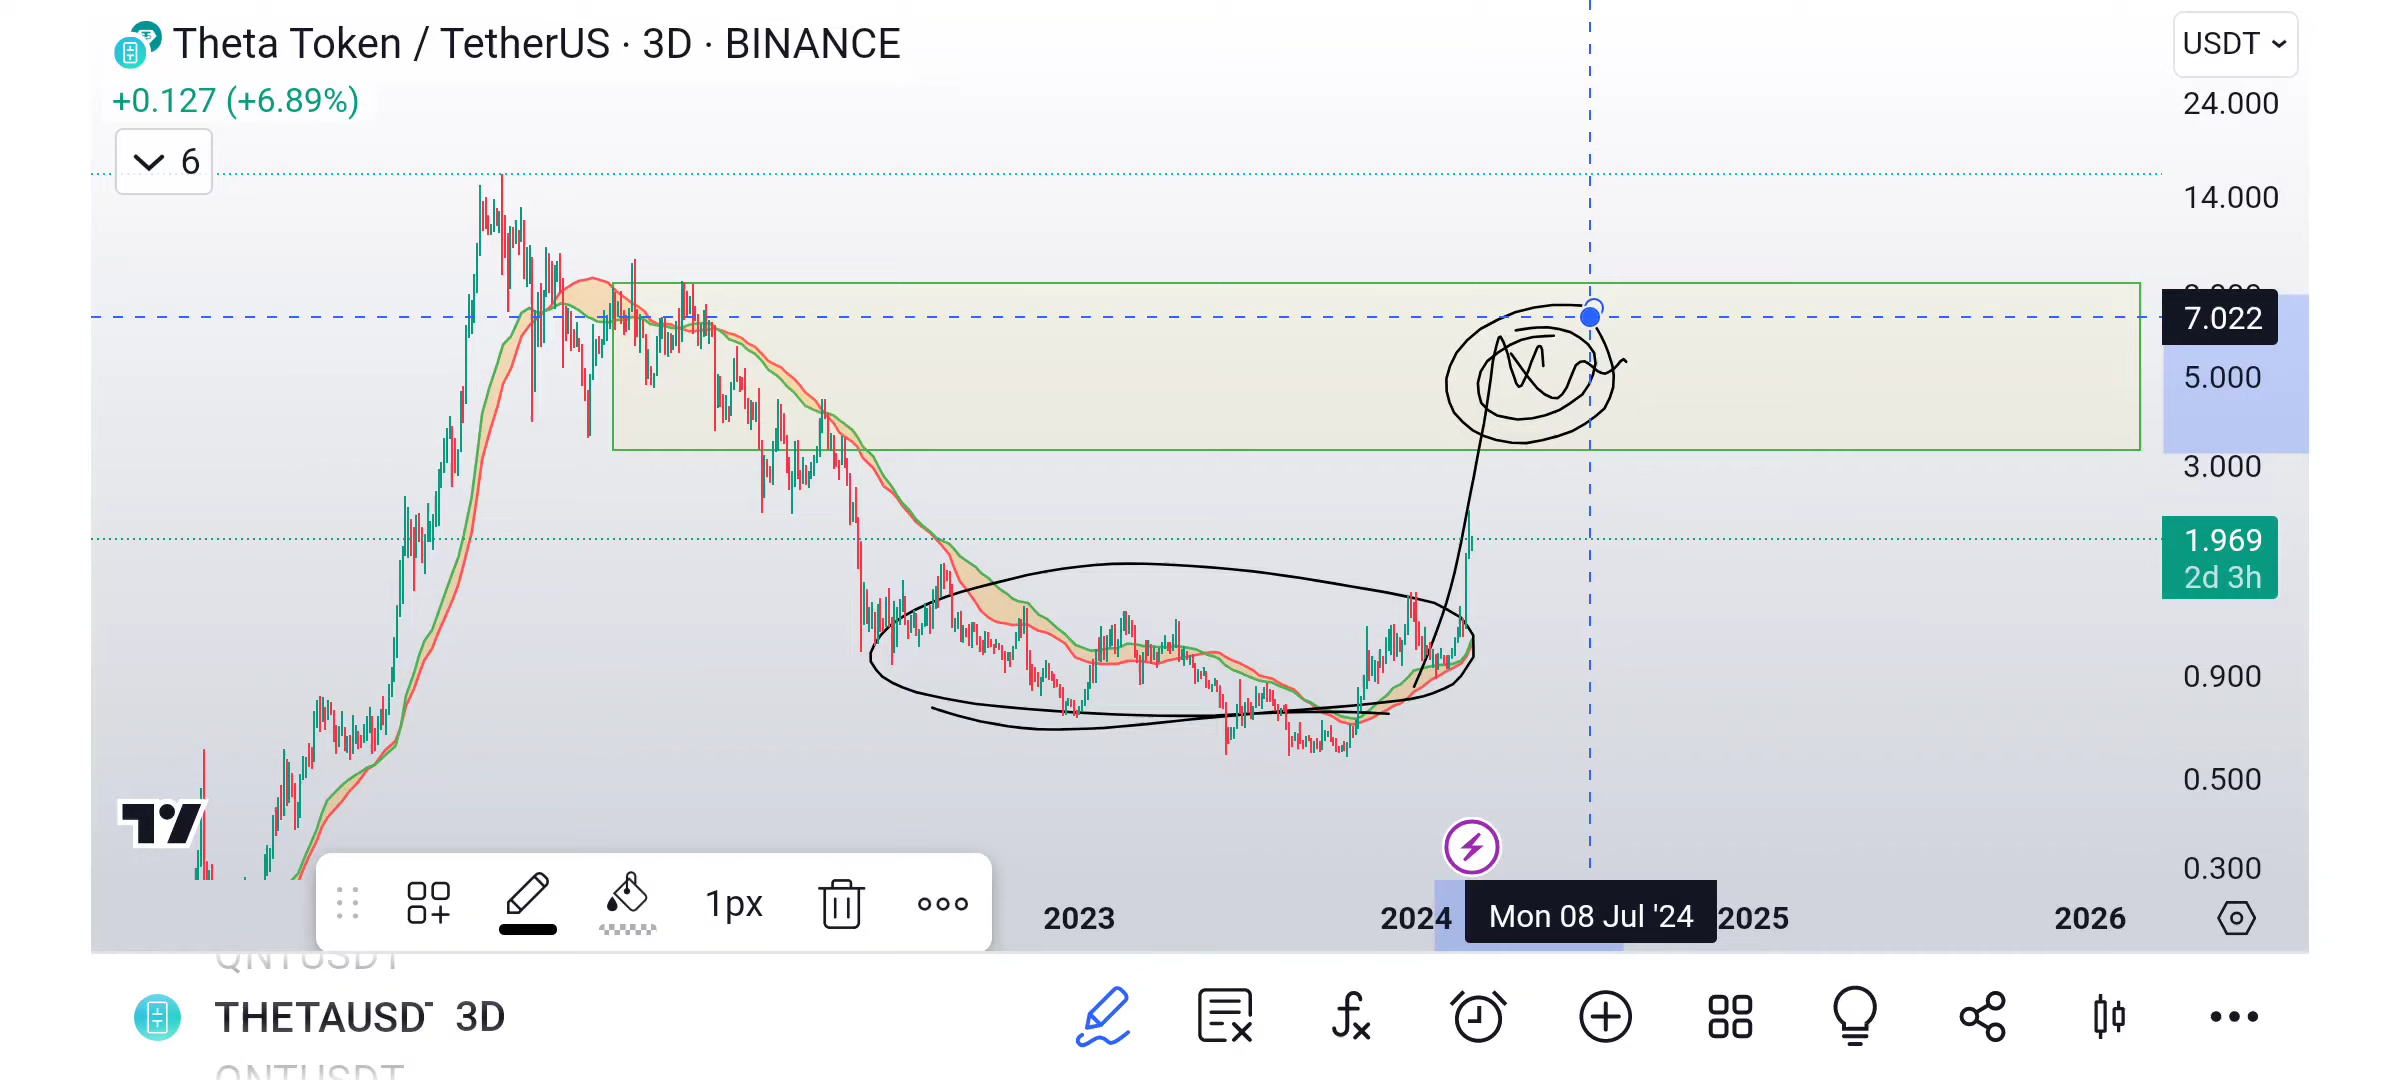 Theta Token / TetherUS · 3D · BINANCE
USDT
+0.127 (+6.89%)
6
24.000
14.000
7.022
5.000
3.000
1.969
2d 3h
0.900
0.500
0.300
1px
2023
2024
Mon 08 Jul '24
2025
2026
QNTUSDT
THETAUSDT 3D
QNTUSDT